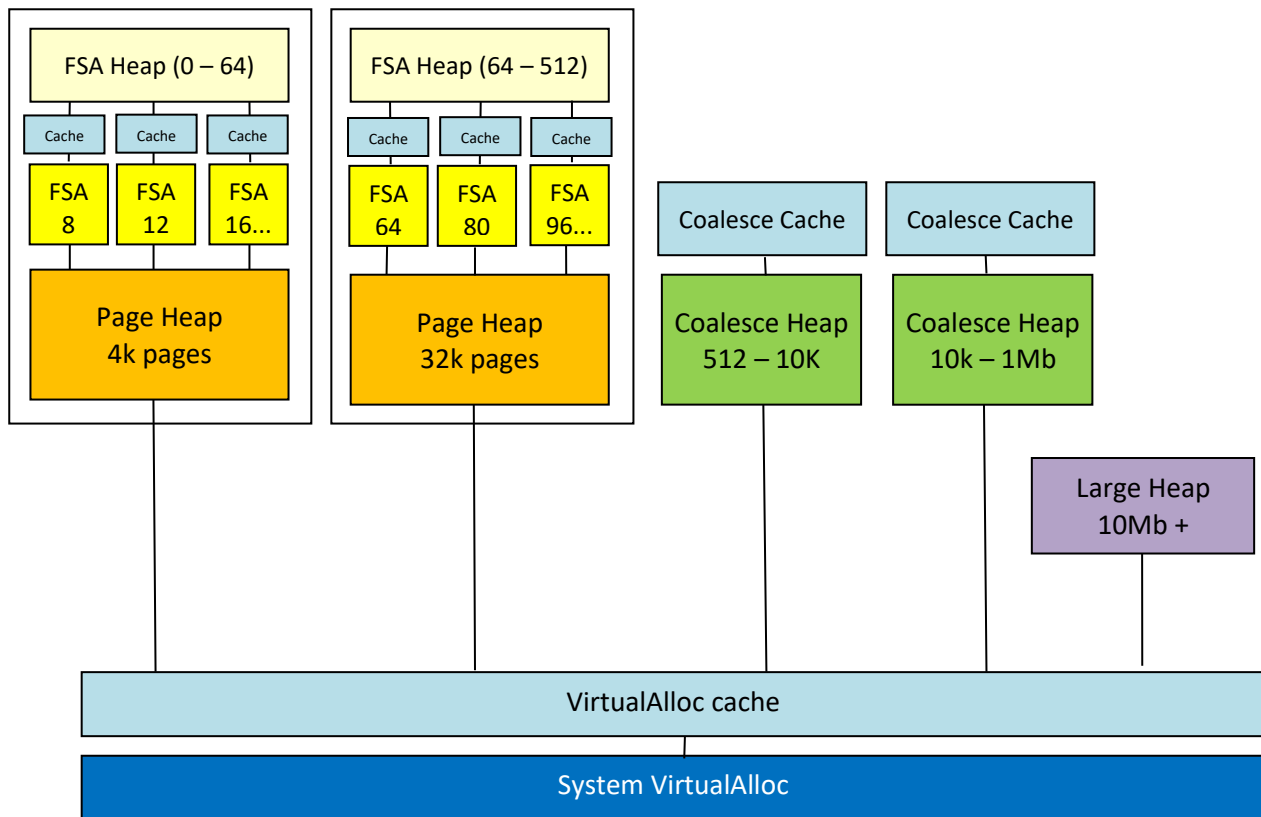 FSA Heap (0 – 64)
Cache
Cache
Cache
FSA
8
FSA
12
FSA
16...
Page Heap
4k pages
FSA Heap (64 – 512)
Cache
Cache
Cache
FSA
64
FSA
80
FSA
96...
Page Heap
32k pages
Coalesce Cache
Coalesce Heap
512 – 10K
Coalesce Cache
Coalesce Heap
10k – 1Mb
Large Heap
10Mb +
VirtualAlloc cache
System VirtualAlloc